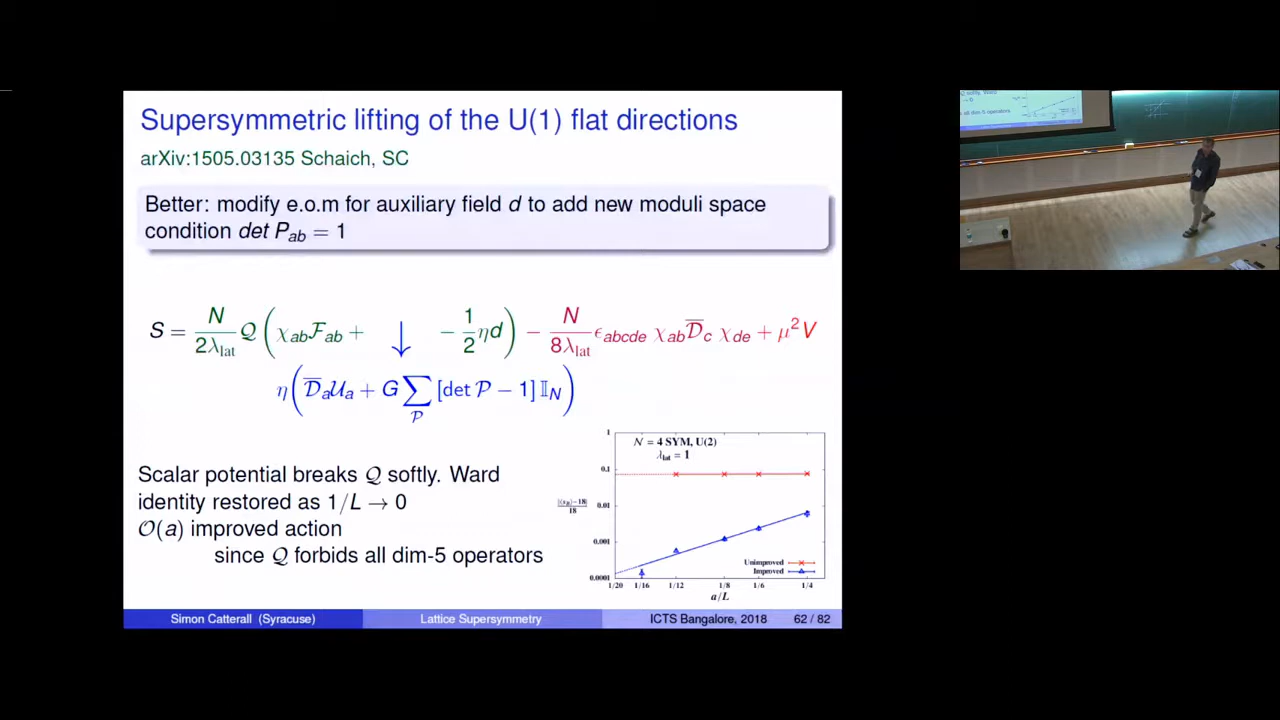 Supersymmetric lifting of the U(1) flat directions
arXiv:1505.03135 Schaich, SC
Better: modify e.o.m for auxiliary field d to add new moduli space
condition det P_ab = 1
S = N/2λ_lat Q ( χ_ab F_ab + ↓ − 1/2 ηd ) − N/8λ_lat ϵ_abcde χ_ab D̅_c χ_de + μ² V
η( D̅_a U_a + G ∑_P [det P − 1] 𝕀_N )
Scalar potential breaks Q softly. Ward
identity restored as 1/L → 0
O(a) improved action
since Q forbids all dim-5 operators
N = 4 SYM, U(2)
λ_lat = 1
1
0.1
0.01
0.001
0.0001
Unimproved
Improved
1/20 1/16 1/12 1/8 1/6 1/4
a/L
Simon Catterall (Syracuse) Lattice Supersymmetry ICTS Bangalore, 2018 62 / 82